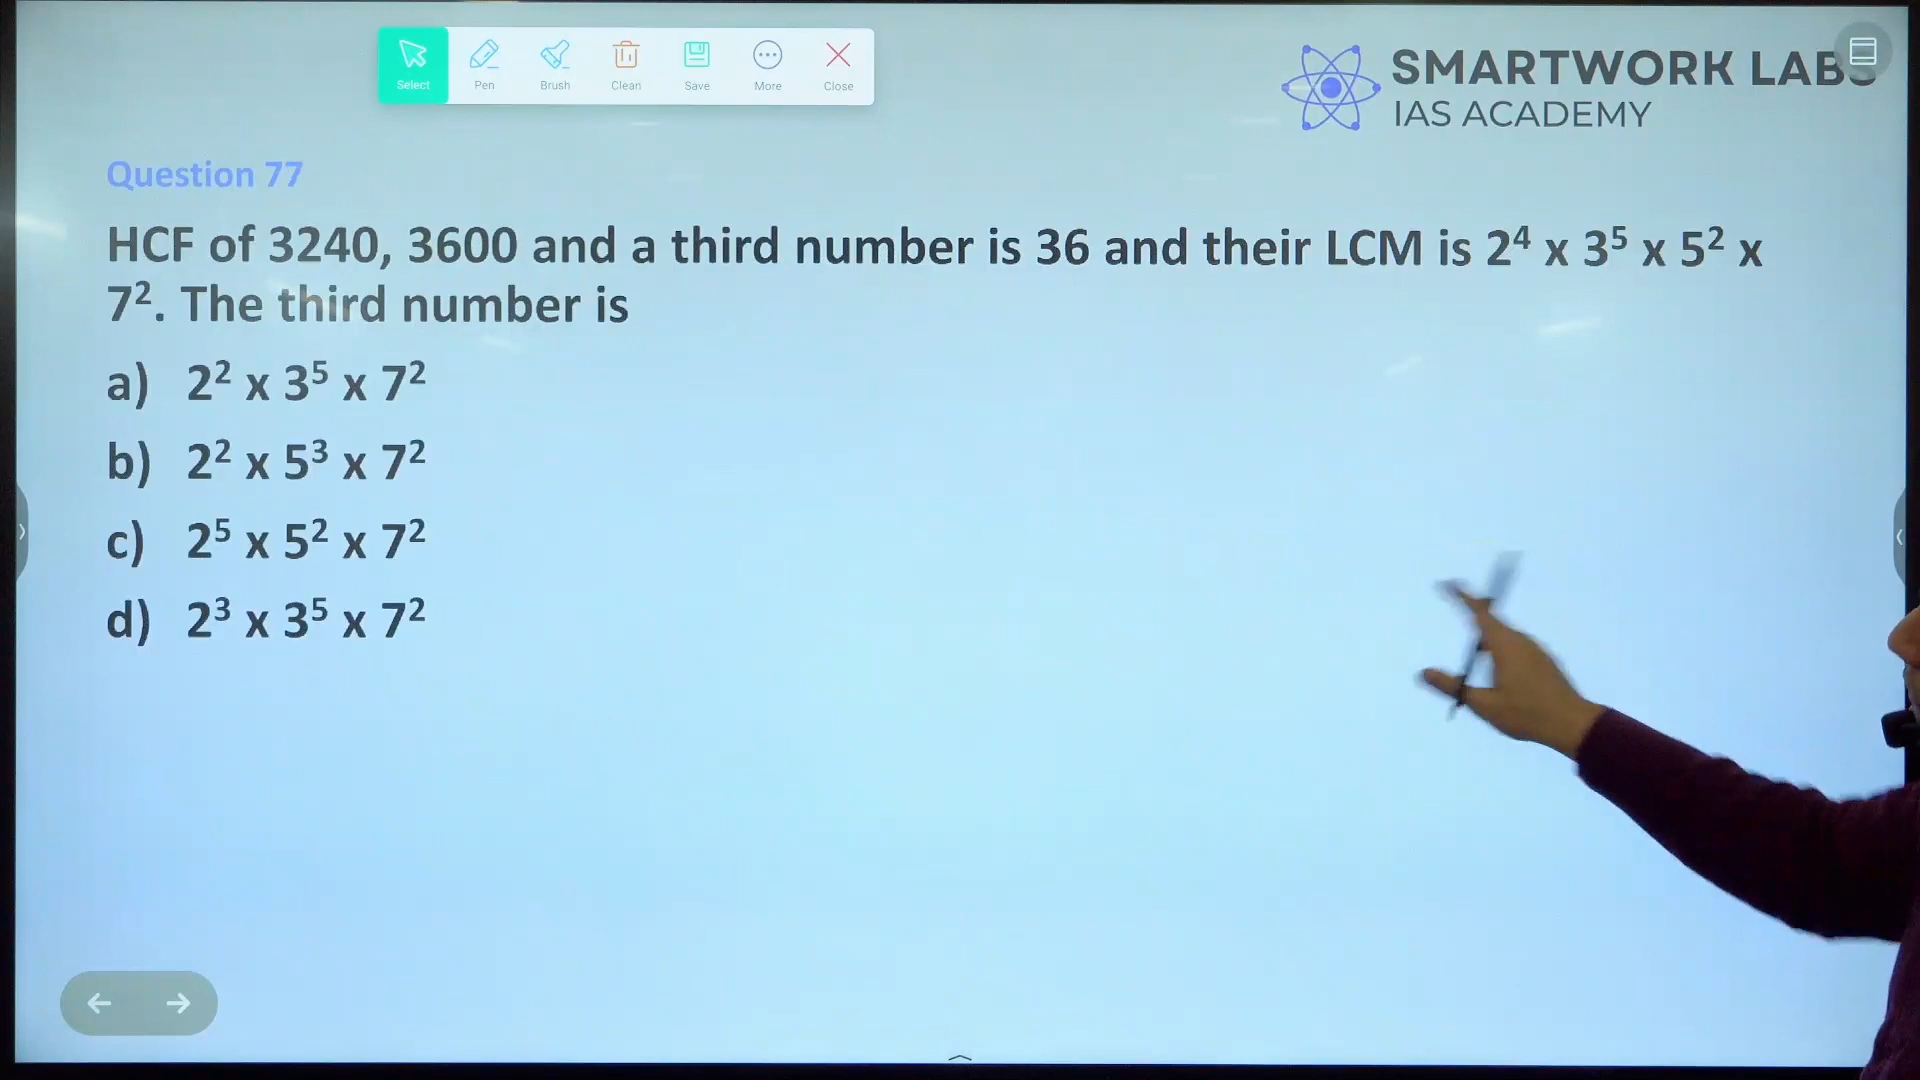 Select Pen Brush Clean Save More Close
SMARTWORK LABS
IAS ACADEMY
Question 77
HCF of 3240, 3600 and a third number is 36 and their LCM is 2⁴ x 3⁵ x 5² x
7². The third number is
a) 2² x 3⁵ x 7²
b) 2² x 5³ x 7²
c) 2⁵ x 5² x 7²
d) 2³ x 3⁵ x 7²